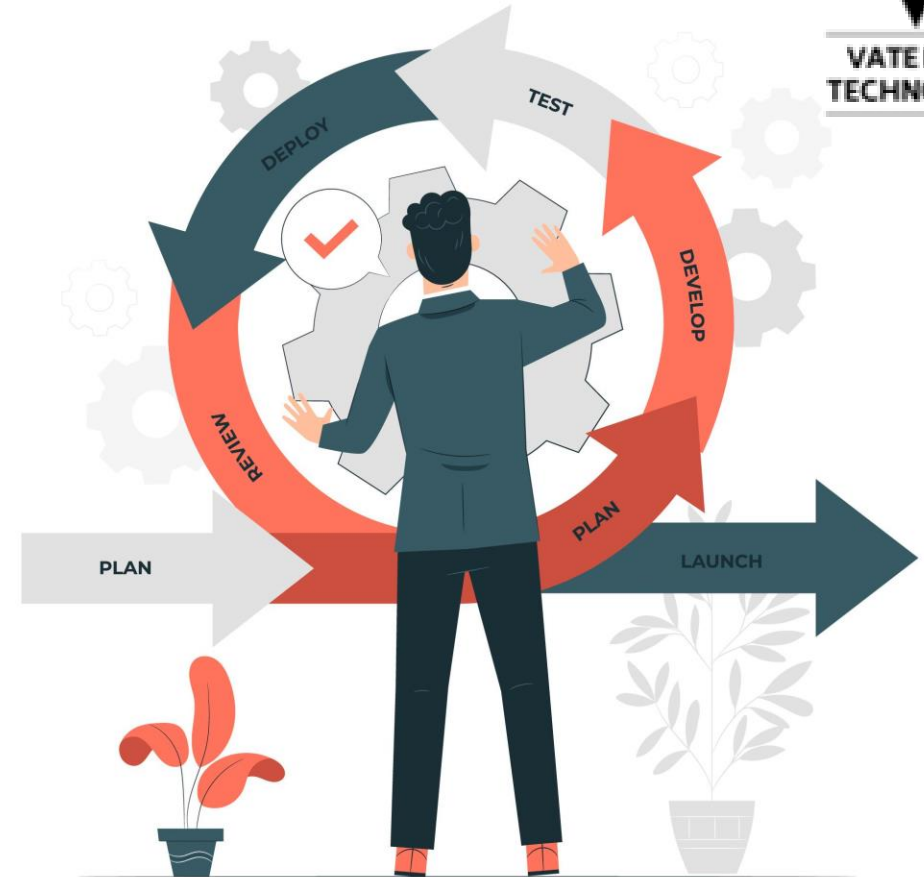 VATE
TECHN
TEST
DEPLOY
DEVELOP
REVIEW
PLAN
PLAN
LAUNCH